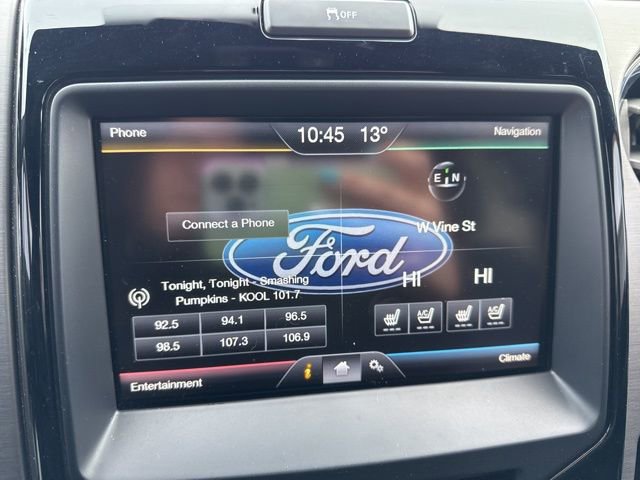 OFF
Phone
10:45 13º
Navigation
E N
Connect a Phone
W Vine St
Ford
Tonight, Tonight - Smashing
Pumpkins - KOOL 101.7
HI
HI
92.5 94.1 96.5
98.5 107.3 106.9
A/C
A/C
Entertainment
i
Climate